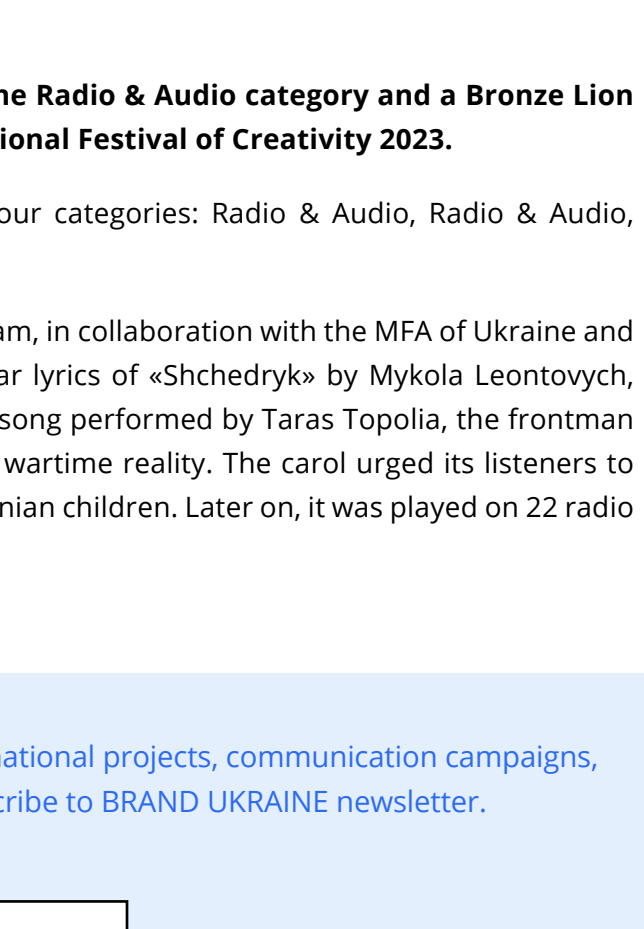 ne Radio & Audio category and a Bronze Lion
ional Festival of Creativity 2023.
our categories: Radio & Audio, Radio & Audio,
am, in collaboration with the MFA of Ukraine and
ar lyrics of «Shchedryk» by Mykola Leontovych,
song performed by Taras Topolia, the frontman
wartime reality. The carol urged its listeners to
nian children. Later on, it was played on 22 radio
national projects, communication campaigns,
cribe to BRAND UKRAINE newsletter.